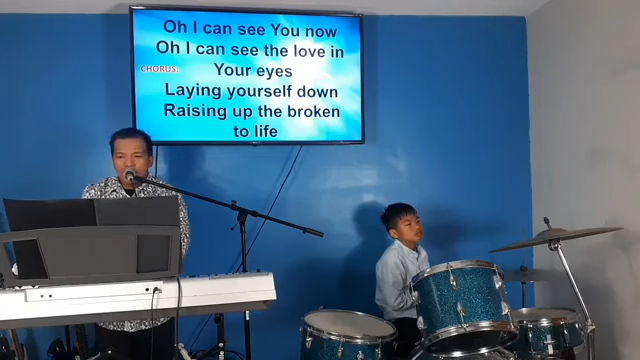 Oh I can see You now
Oh I can see the love in
CHORUS: Your eyes
Laying yourself down
Raising up the broken
to life